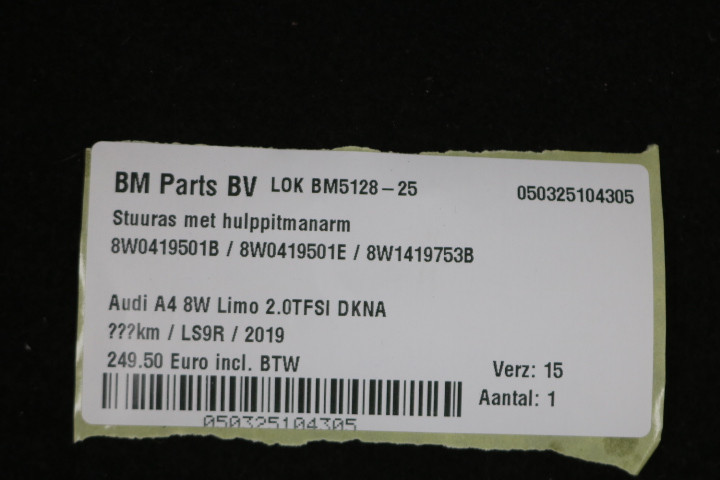 BM Parts BV LOK BM5128-25 050325104305
Stuuras met hulppitmanarm
8W0419501B / 8W0419501E / 8W1419753B
Audi A4 8W Limo 2.0TFSI DKNA
???km / LS9R / 2019
249.50 Euro incl. BTW
Verz: 15
Aantal: 1
050325104305